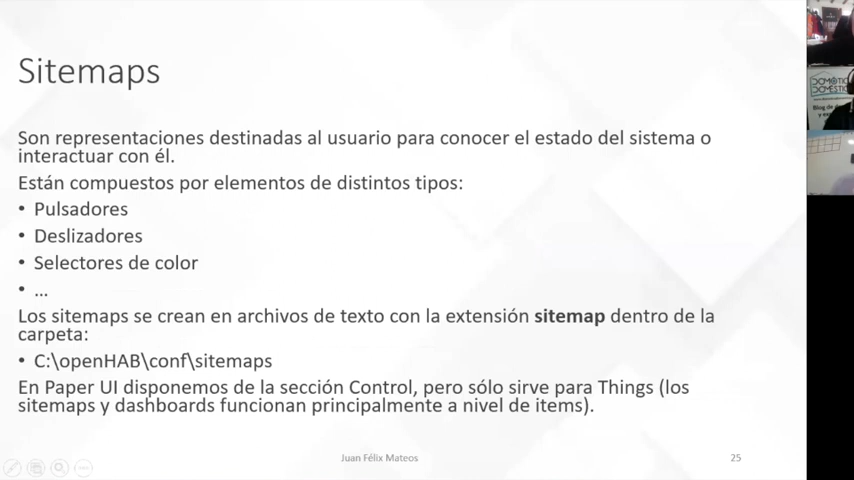 Sitemaps
Son representaciones destinadas al usuario para conocer el estado del sistema o
interactuar con él.
Están compuestos por elementos de distintos tipos:
• Pulsadores
• Deslizadores
• Selectores de color
• ...
Los sitemaps se crean en archivos de texto con la extensión sitemap dentro de la
carpeta:
• C:\openHAB\conf\sitemaps
En Paper UI disponemos de la sección Control, pero sólo sirve para Things (los
sitemaps y dashboards funcionan principalmente a nivel de items).
Juan Félix Mateos
25
Blog de